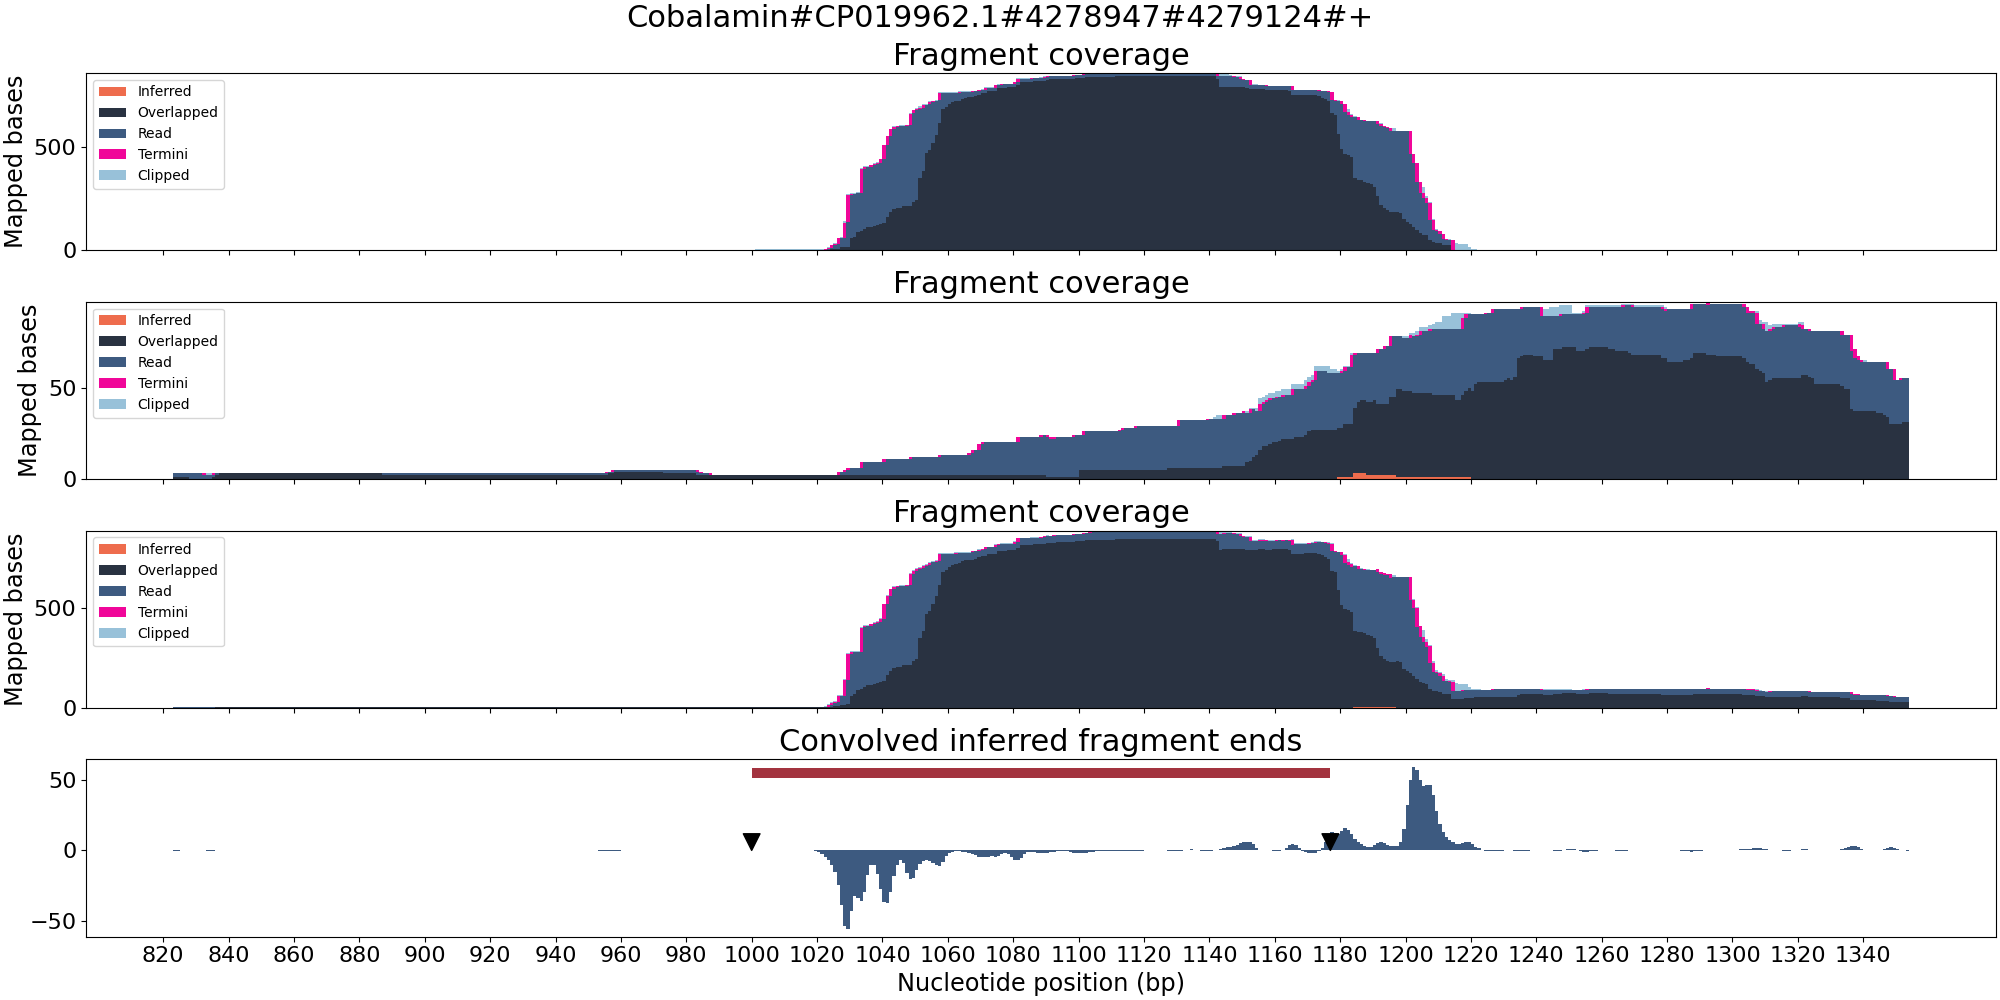 Cobalamin#CP019962.1#4278947#4279124#+
Fragment coverage
Mapped bases
500
0
Inferred
Overlapped
Read
Termini
Clipped
Fragment coverage
Mapped bases
50
0
Inferred
Overlapped
Read
Termini
Clipped
Fragment coverage
Mapped bases
500
0
Inferred
Overlapped
Read
Termini
Clipped
Convolved inferred fragment ends
50
0
−50
820 840 860 880 900 920 940 960 980 1000 1020 1040 1060 1080 1100 1120 1140 1160 1180 1200 1220 1240 1260 1280 1300 1320 1340
Nucleotide position (bp)